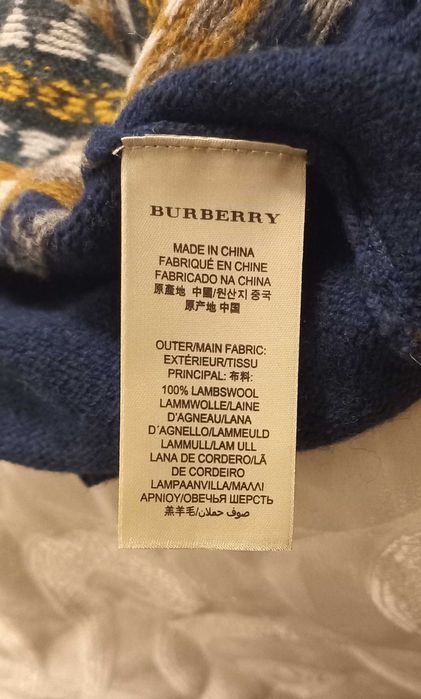 BURBERRY
MADE IN CHINA
FABRIQUÉ EN CHINE
FABRICADO NA CHINA
原產地 中國/원산지 중국
原产地 中国
OUTER/MAIN FABRIC:
EXTÉRIEUR/TISSU
PRINCIPAL: 布料:
100% LAMBSWOOL
LAMMWOLLE/LAINE
D'AGNEAU/LANA
D´AGNELLO/LAMMEULD
LAMMULL/LAM ULL
LANA DE CORDERO/LÃ
DE CORDEIRO
LAMPAANVILLA/ΜΑΛΛΙ
ΑΡΝΙΟΥ/ОВЕЧЬЯ ШЕРСТЬ
羔羊毛/صوف حملان